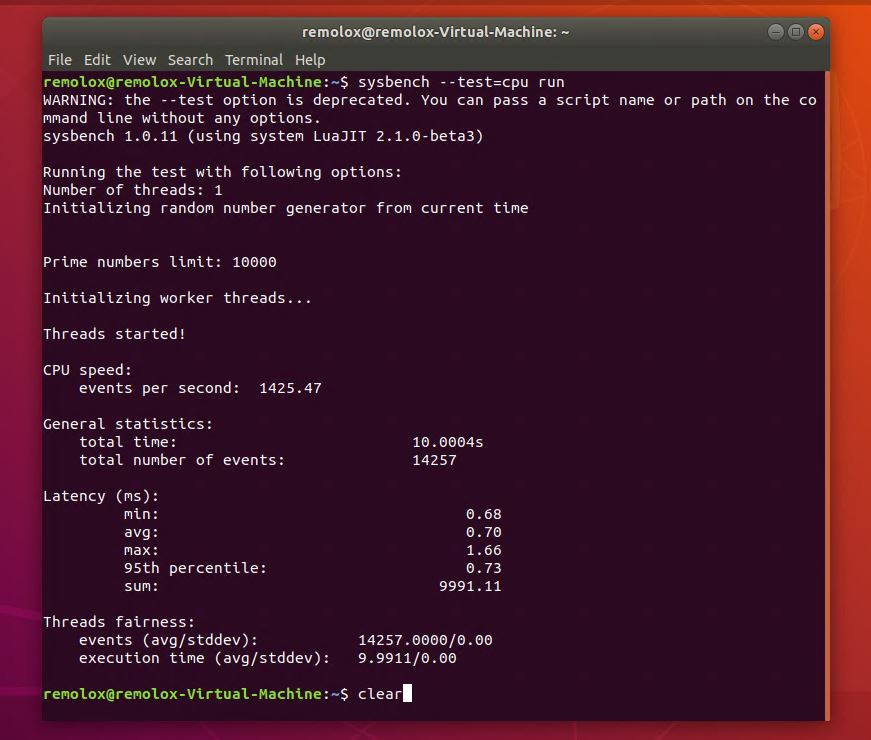 remolox@remolox-Virtual-Machine: ~
File Edit View Search Terminal Help
remolox@remolox-Virtual-Machine:~$ sysbench --test=cpu run
WARNING: the --test option is deprecated. You can pass a script name or path on the co
mmand line without any options.
sysbench 1.0.11 (using system LuaJIT 2.1.0-beta3)
Running the test with following options:
Number of threads: 1
Initializing random number generator from current time
Prime numbers limit: 10000
Initializing worker threads...
Threads started!
CPU speed:
events per second: 1425.47
General statistics:
total time: 10.0004s
total number of events: 14257
Latency (ms):
min: 0.68
avg: 0.70
max: 1.66
95th percentile: 0.73
sum: 9991.11
Threads fairness:
events (avg/stddev): 14257.0000/0.00
execution time (avg/stddev): 9.9911/0.00
remolox@remolox-Virtual-Machine:~$ clear